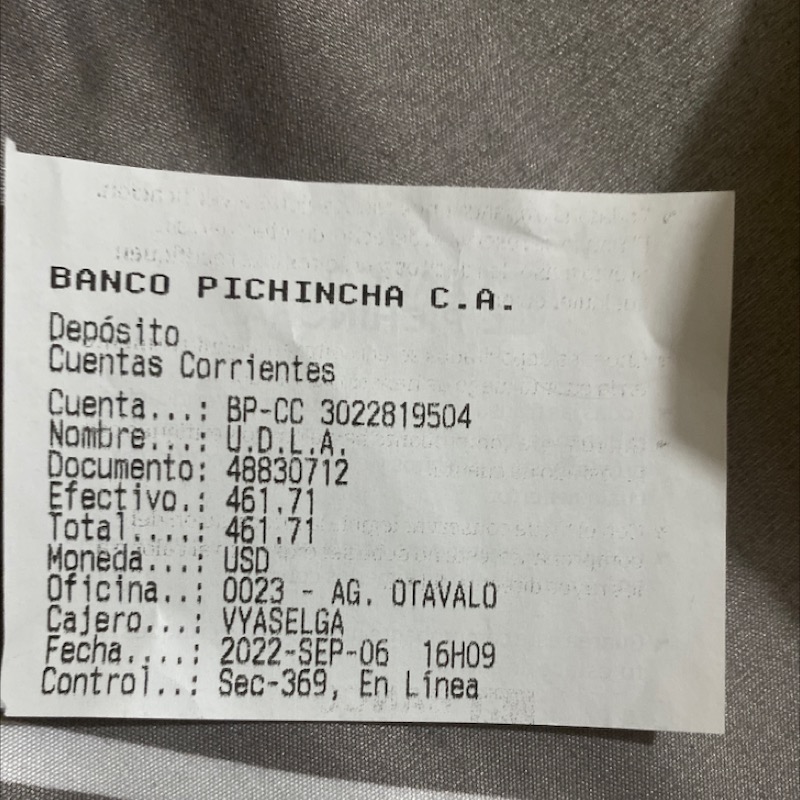 BANCO PICHINCHA C.A.
Depósito
Cuentas Corrientes
Cuenta...: BP-CC 3022819504
Nombre...: U.D.L.A.
Documento: 48830712
Efectivo.: 461.71
Total....: 461.71
Moneda...: USD
Oficina..: 0023 - AG. OTAVALO
Cajero...: VYASELGA
Fecha....: 2022-SEP-06 16H09
Control..: Sec-369, En Línea